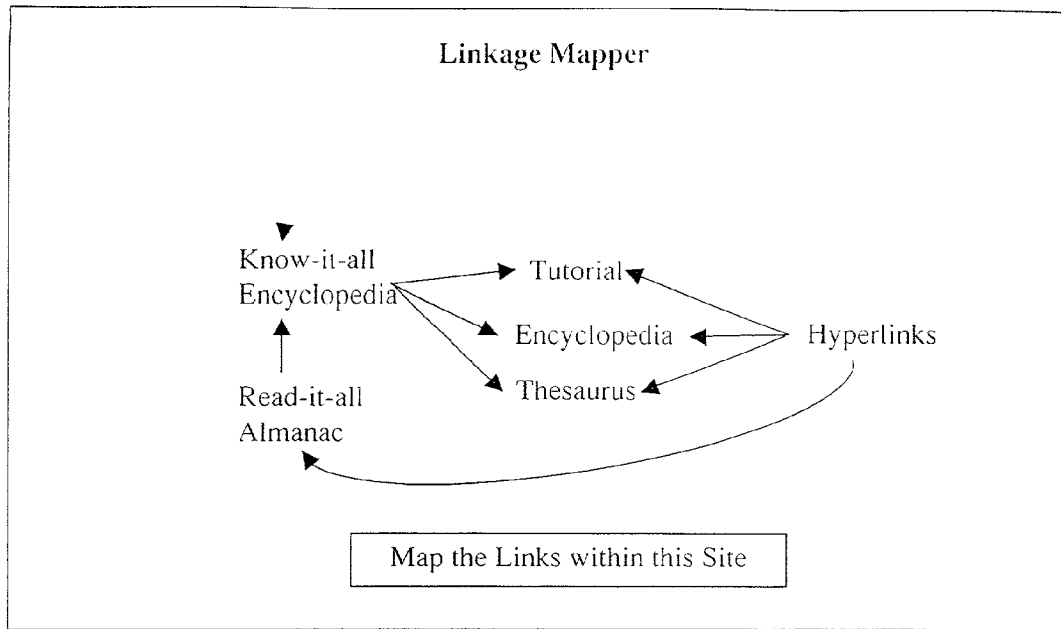 Linkage Mapper
Know-it-all
Encyclopedia
Tutorial
Encyclopedia
Hyperlinks
Thesaurus
Read-it-all
Almanac
Map the Links within this Site